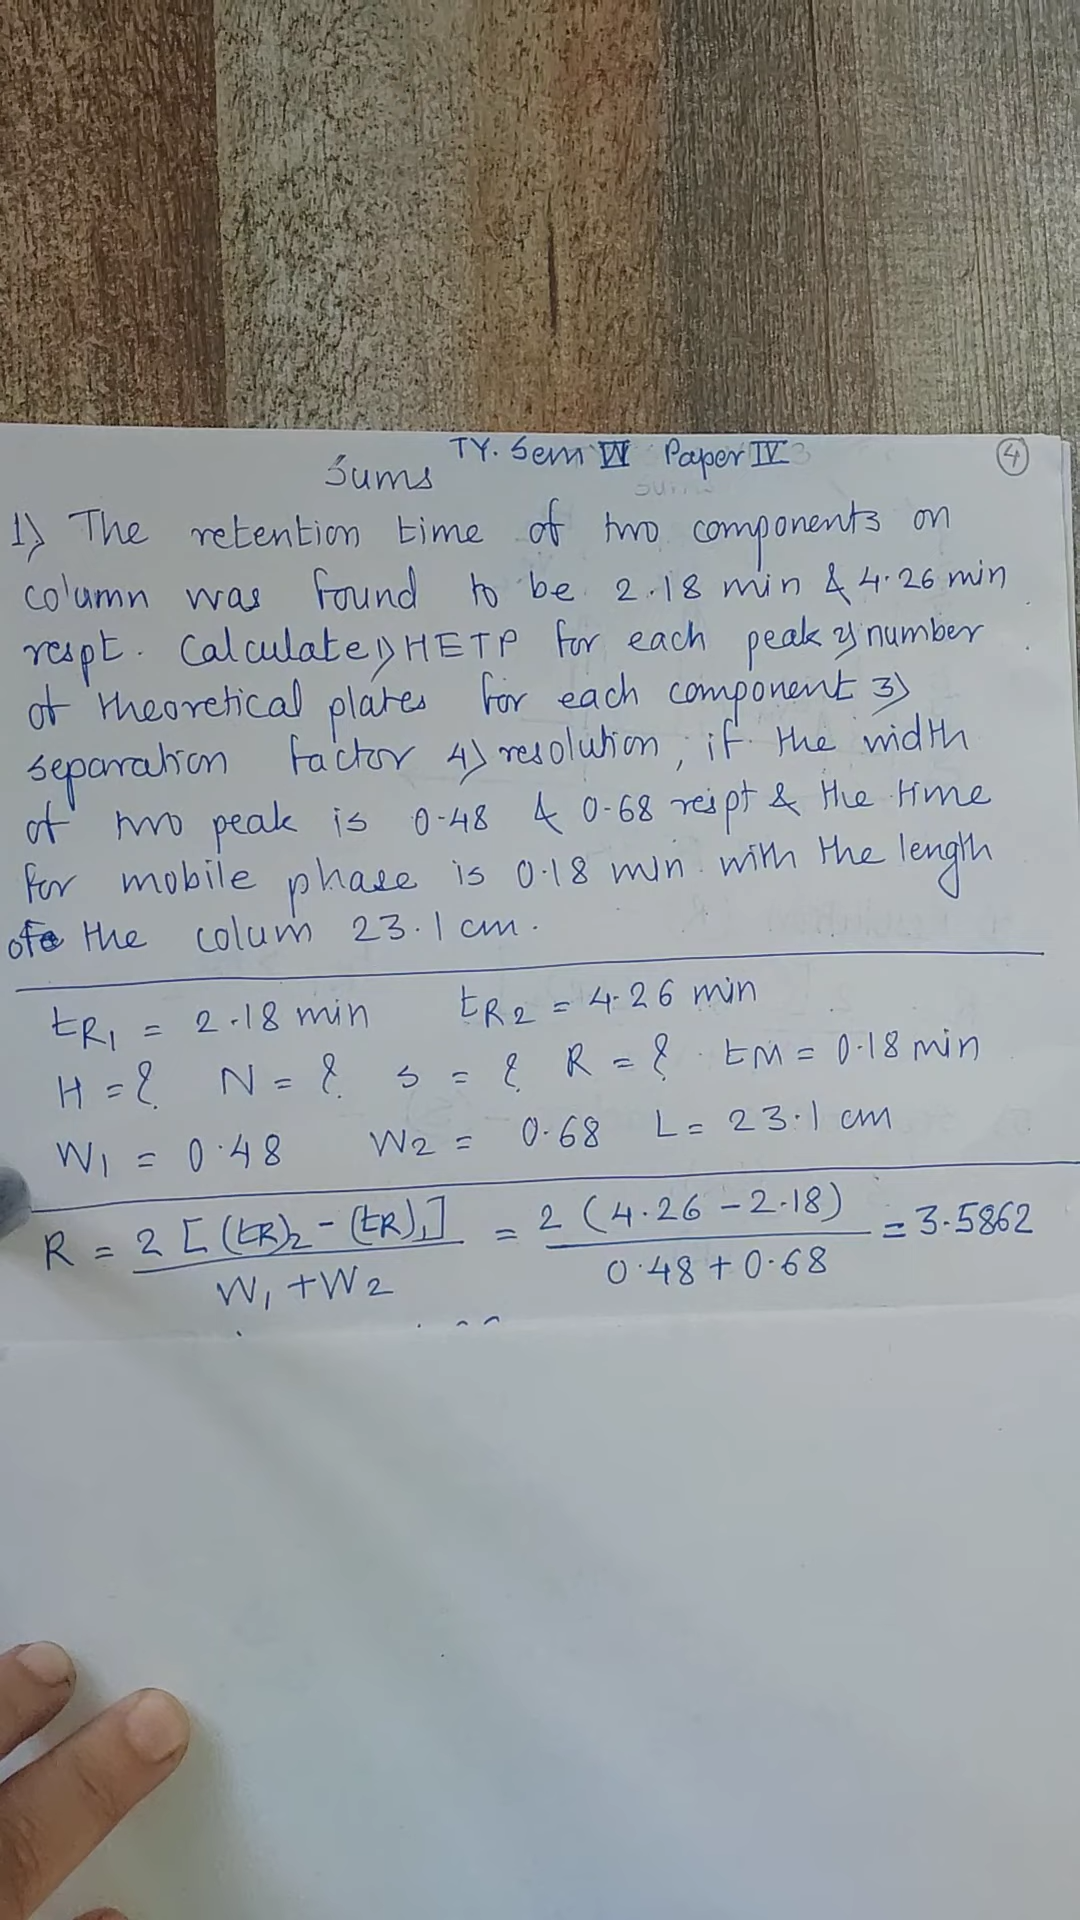 TY. Sem VI Paper IV
Sums
4
1) The retention time of two components on
column was found to be 2.18 min & 4.26 min
respt. Calculate 1) HETP for each peak 2) number
of theoretical plates for each component 3)
separation factor 4) resolution, if the width
of two peak is 0.48 & 0.68 respt & the time
for mobile phase is 0.18 min with the length
of the colum 23.1 cm.
tR1 = 2.18 min tR2 = 4.26 min
H = ? N = ? S = ? R = ? tM = 0.18 min
W1 = 0.48 W2 = 0.68 L = 23.1 cm
R = 2 [(tR)2 - (tR)1] / W1 + W2 = 2 (4.26 - 2.18) / 0.48 + 0.68 = 3.5862